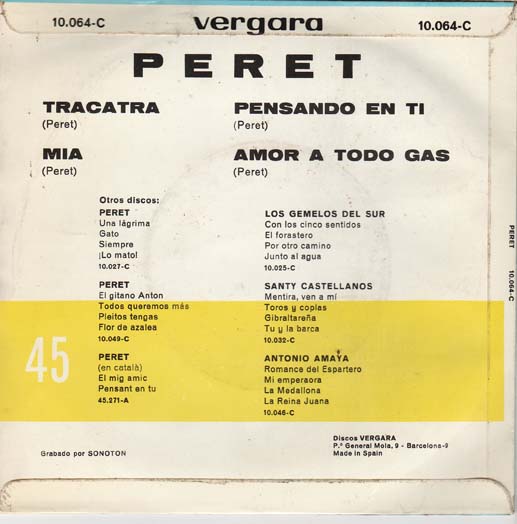 10.064-C
vergara
10.064-C
PERET
TRACATRA
(Peret)
PENSANDO EN TI
(Peret)
MIA
(Peret)
AMOR A TODO GAS
(Peret)
Otros discos:
PERET
Una lágrima
Gato
Siempre
¡Lo mato!
10.027-C
LOS GEMELOS DEL SUR
Con los cinco sentidos
El forastero
Por otro camino
Junto al agua
10.025-C
PERET
El gitano Anton
Todos queremos más
Pleitos tengas
Flor de azalea
10.049-C
SANTY CASTELLANOS
Mentira, ven a mí
Toros y coplas
Gibraltareña
Tu y la barca
10.032-C
45
PERET
(en català)
El mig amic
Pensant en tu
45.271-A
ANTONIO AMAYA
Romance del Espartero
Mi emperaora
La Medallona
La Reina Juana
10.046-C
Grabado por SONOTON
Discos VERGARA
P.º General Mola, 9 - Barcelona-9
Made in Spain
PERET 10.064-C